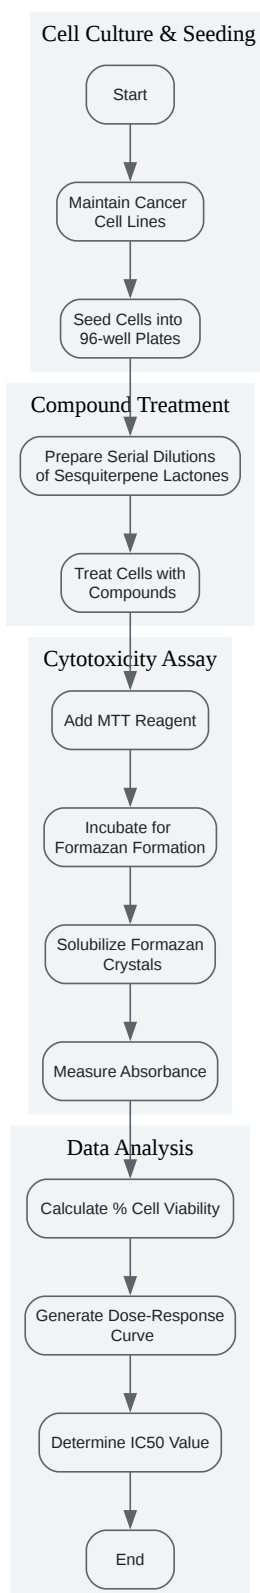 Cell Culture & Seeding
Start
Maintain Cancer
Cell Lines
Seed Cells into
96-well Plates
Compound Treatment
Prepare Serial Dilutions
of Sesquiterpene Lactones
Treat Cells with
Compounds
Cytotoxicity Assay
Add MTT Reagent
Incubate for
Formazan Formation
Solubilize Formazan
Crystals
Measure Absorbance
Data Analysis
Calculate % Cell Viability
Generate Dose-Response
Curve
Determine IC50 Value
End